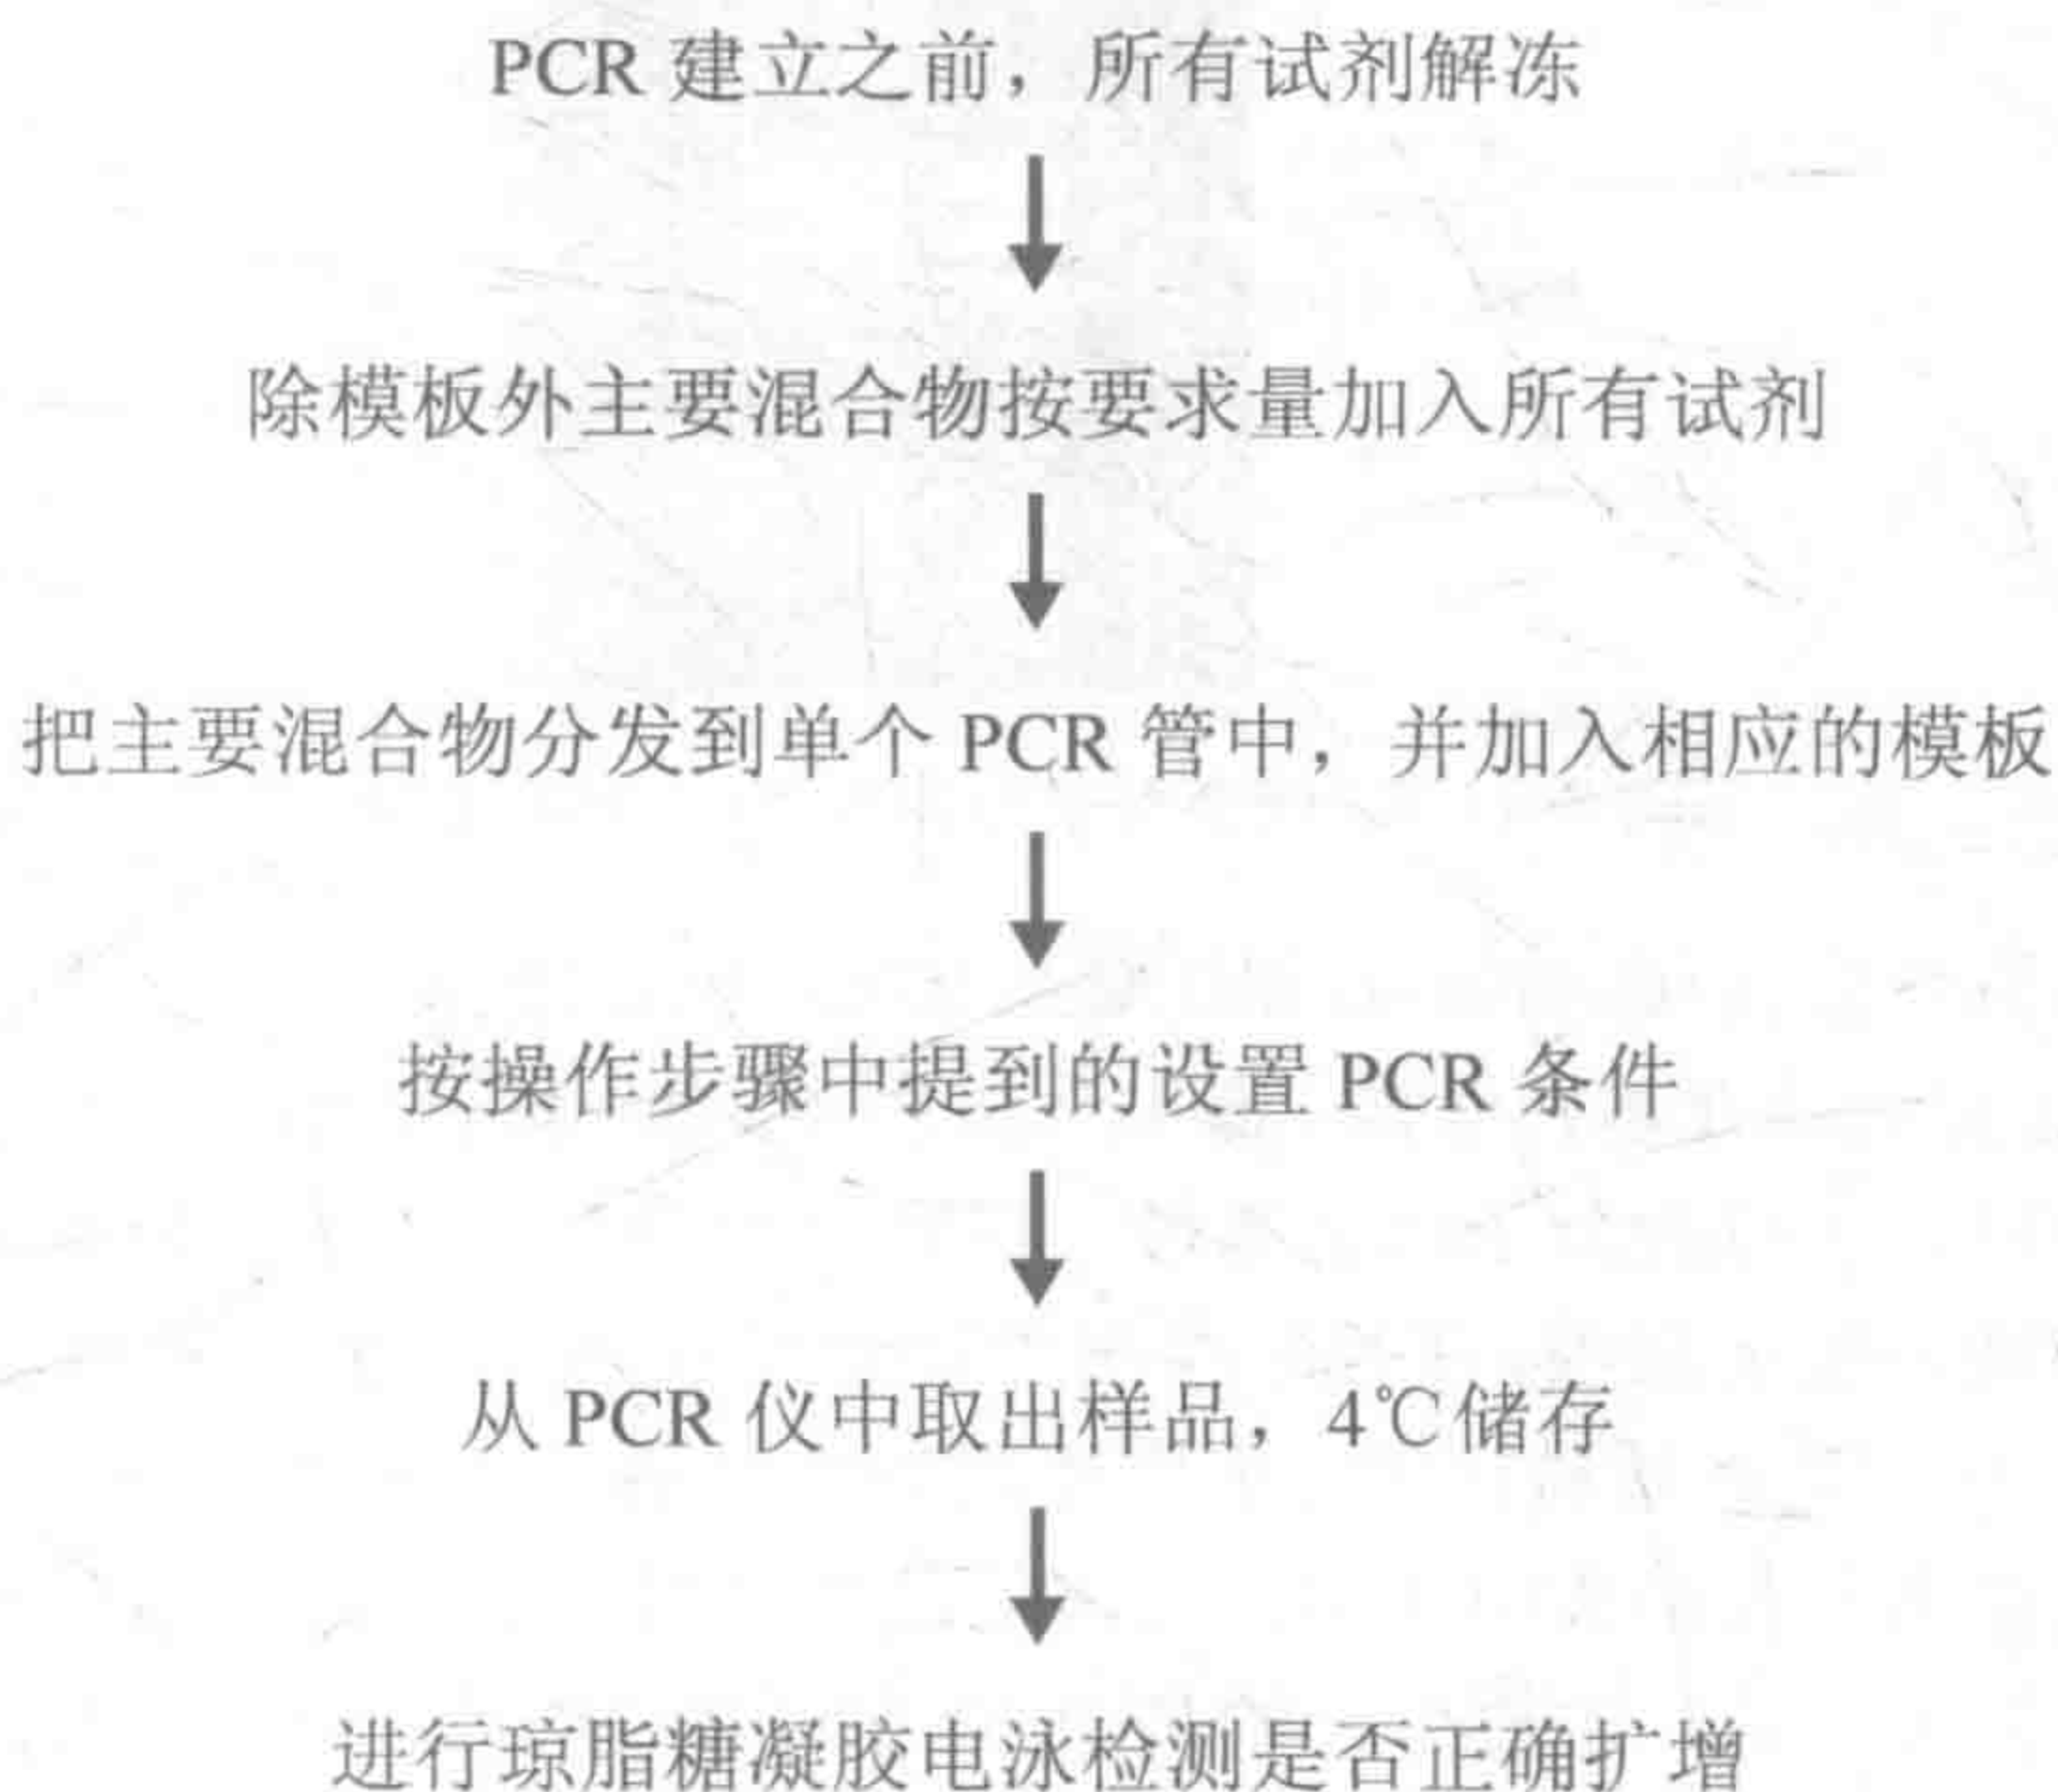 PCR 建立之前，所有试剂解冻
除模板外主要混合物按要求量加入所有试剂
把主要混合物分发到单个 PCR 管中，并加入相应的模板
按操作步骤中提到的设置 PCR 条件
从 PCR 仪中取出样品，4℃储存
进行琼脂糖凝胶电泳检测是否正确扩增